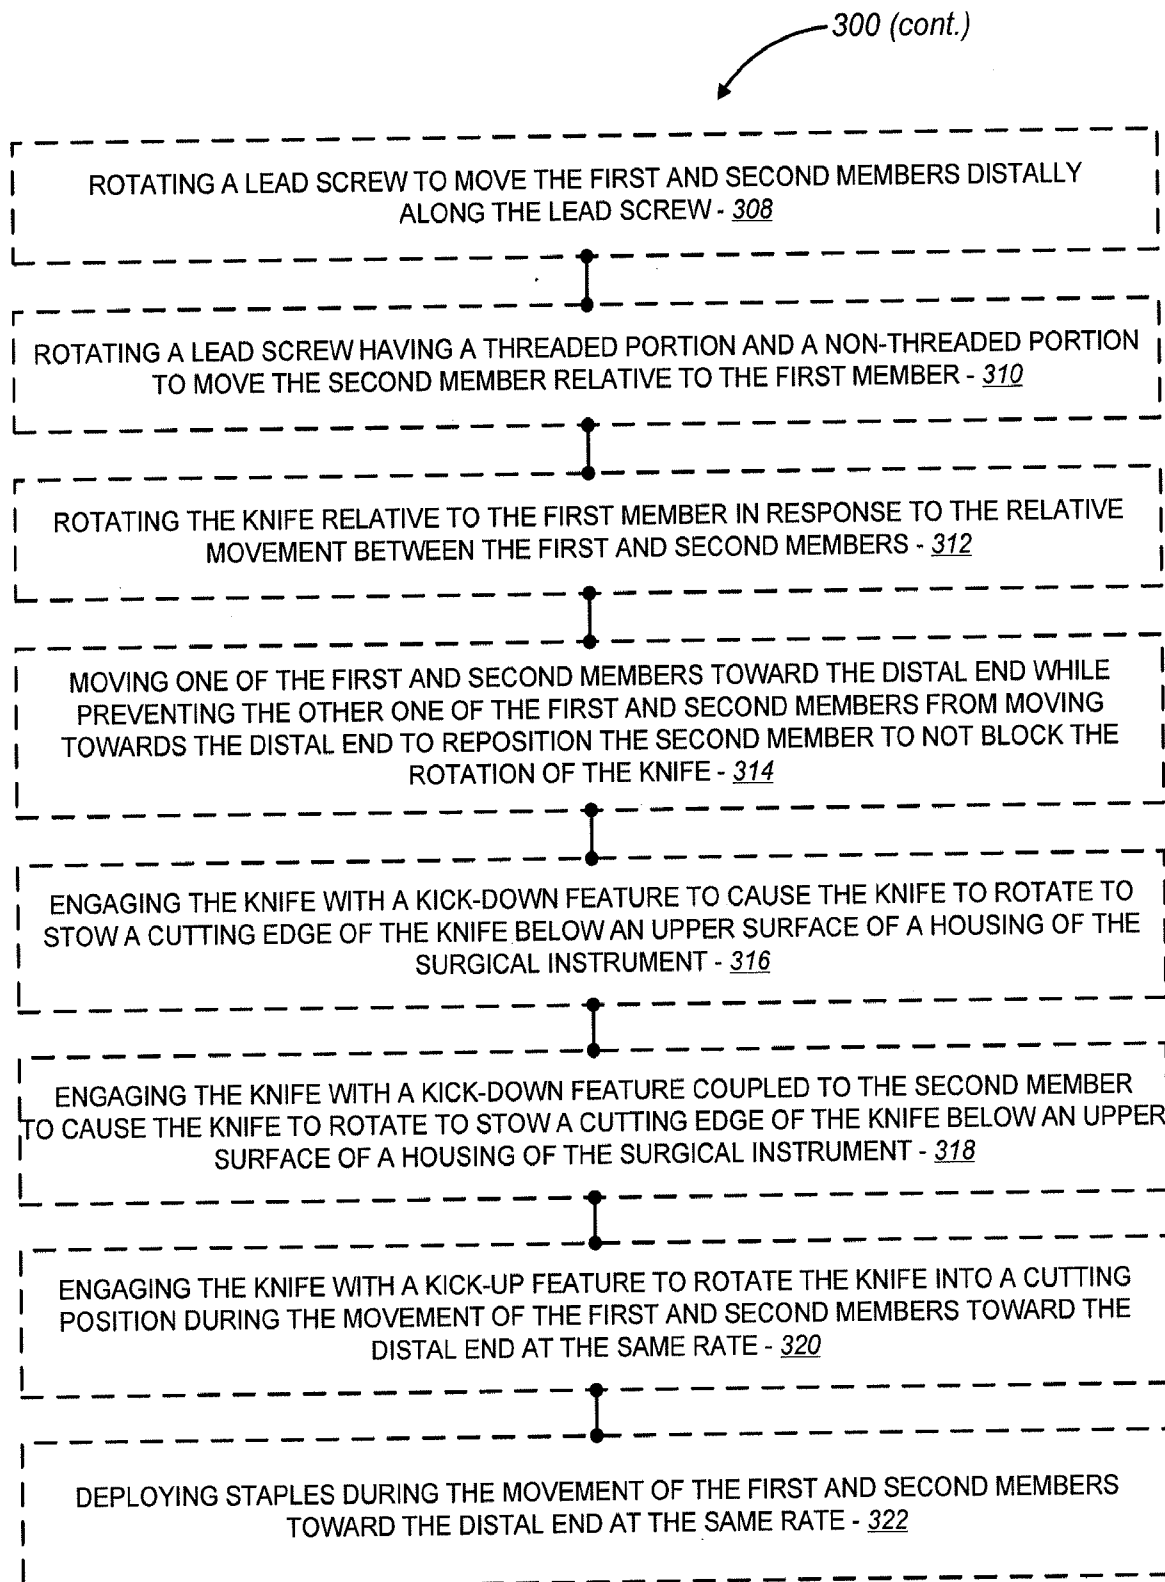 300 (cont.)
ROTATING A LEAD SCREW TO MOVE THE FIRST AND SECOND MEMBERS DISTALLY
ALONG THE LEAD SCREW - 308
ROTATING A LEAD SCREW HAVING A THREADED PORTION AND A NON-THREADED PORTION
TO MOVE THE SECOND MEMBER RELATIVE TO THE FIRST MEMBER - 310
ROTATING THE KNIFE RELATIVE TO THE FIRST MEMBER IN RESPONSE TO THE RELATIVE
MOVEMENT BETWEEN THE FIRST AND SECOND MEMBERS - 312
MOVING ONE OF THE FIRST AND SECOND MEMBERS TOWARD THE DISTAL END WHILE
PREVENTING THE OTHER ONE OF THE FIRST AND SECOND MEMBERS FROM MOVING
TOWARDS THE DISTAL END TO REPOSITION THE SECOND MEMBER TO NOT BLOCK THE
ROTATION OF THE KNIFE - 314
ENGAGING THE KNIFE WITH A KICK-DOWN FEATURE TO CAUSE THE KNIFE TO ROTATE TO
STOW A CUTTING EDGE OF THE KNIFE BELOW AN UPPER SURFACE OF A HOUSING OF THE
SURGICAL INSTRUMENT - 316
ENGAGING THE KNIFE WITH A KICK-DOWN FEATURE COUPLED TO THE SECOND MEMBER
TO CAUSE THE KNIFE TO ROTATE TO STOW A CUTTING EDGE OF THE KNIFE BELOW AN UPPER
SURFACE OF A HOUSING OF THE SURGICAL INSTRUMENT - 318
ENGAGING THE KNIFE WITH A KICK-UP FEATURE TO ROTATE THE KNIFE INTO A CUTTING
POSITION DURING THE MOVEMENT OF THE FIRST AND SECOND MEMBERS TOWARD THE
DISTAL END AT THE SAME RATE - 320
DEPLOYING STAPLES DURING THE MOVEMENT OF THE FIRST AND SECOND MEMBERS
TOWARD THE DISTAL END AT THE SAME RATE - 322